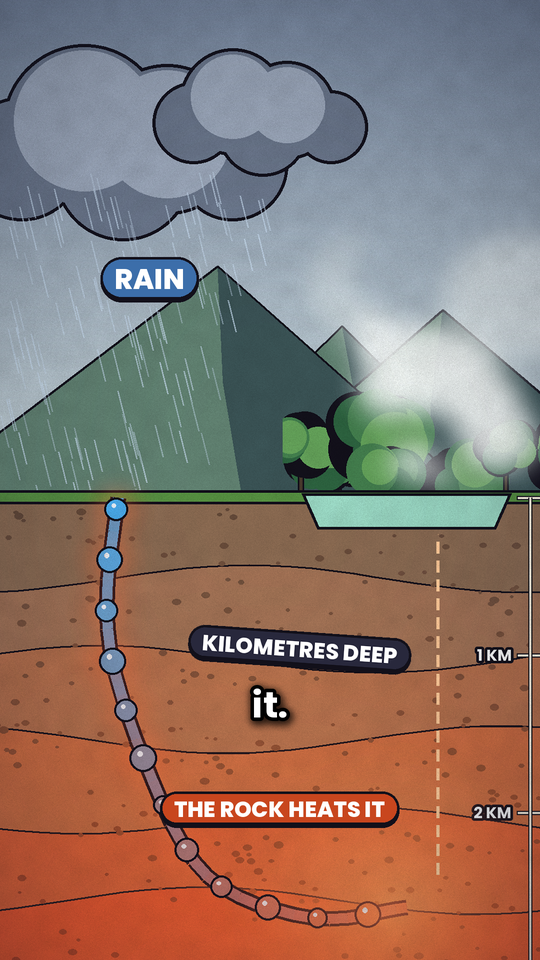 RAIN
KILOMETRES DEEP
1 KM
it.
THE ROCK HEATS IT
2 KM